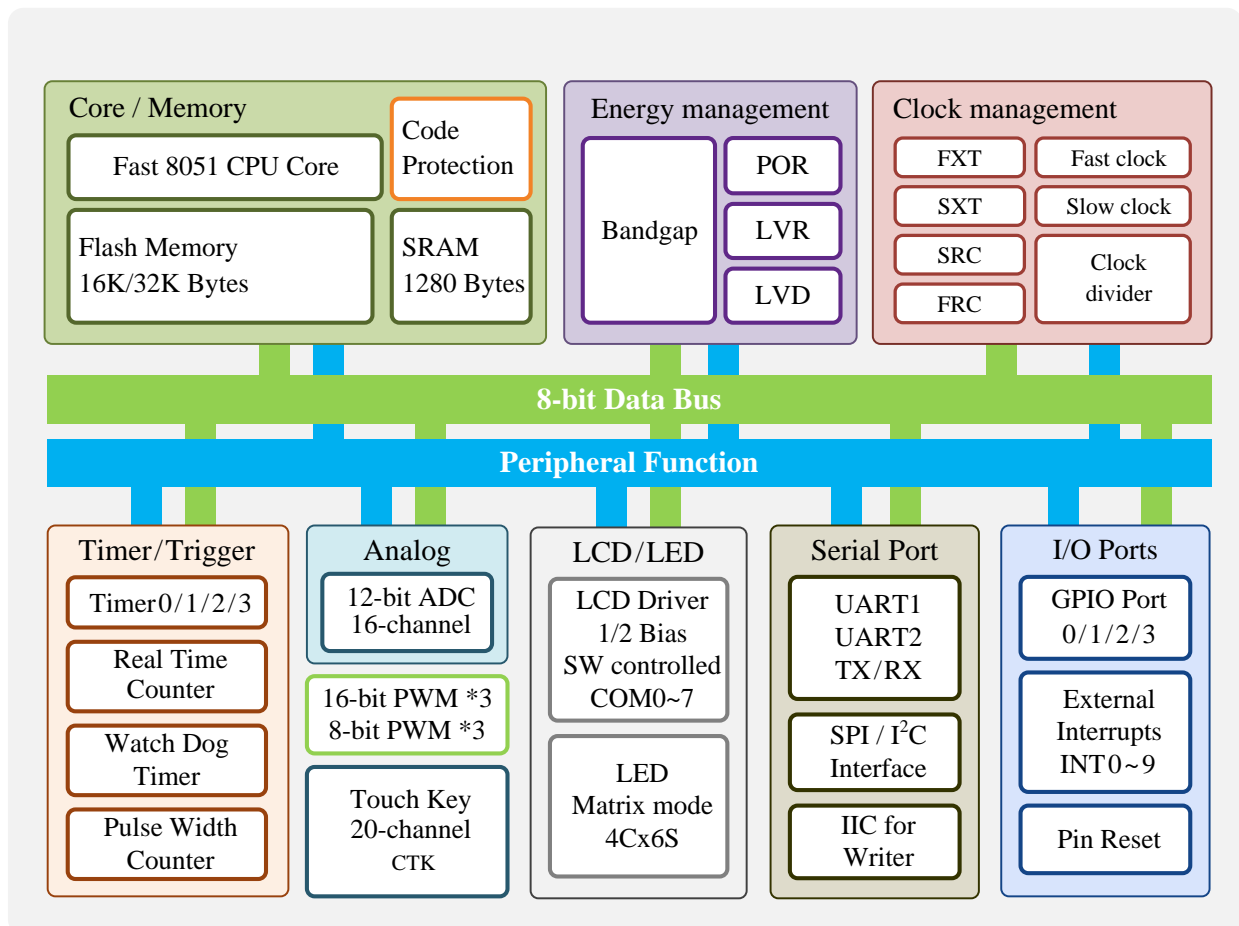 Core / Memory
Fast 8051 CPU Core
Code
Protection
Flash Memory
16K/32K Bytes
SRAM
1280 Bytes
Energy management
Bandgap
POR
LVR
LVD
Clock management
FXT
SXT
SRC
FRC
Fast clock
Slow clock
Clock
divider
8-bit Data Bus
Peripheral Function
Timer/Trigger
Timer0/1/2/3
Real Time
Counter
Watch Dog
Timer
Pulse Width
Counter
Analog
12-bit ADC
16-channel
16-bit PWM *3
8-bit PWM *3
Touch Key
20-channel
CTK
LCD/LED
LCD Driver
1/2 Bias
SW controlled
COM0~7
LED
Matrix mode
4Cx6S
Serial Port
UART1
UART2
TX/RX
SPI / I²C
Interface
IIC for
Writer
I/O Ports
GPIO Port
0/1/2/3
External
Interrupts
INT0~9
Pin Reset